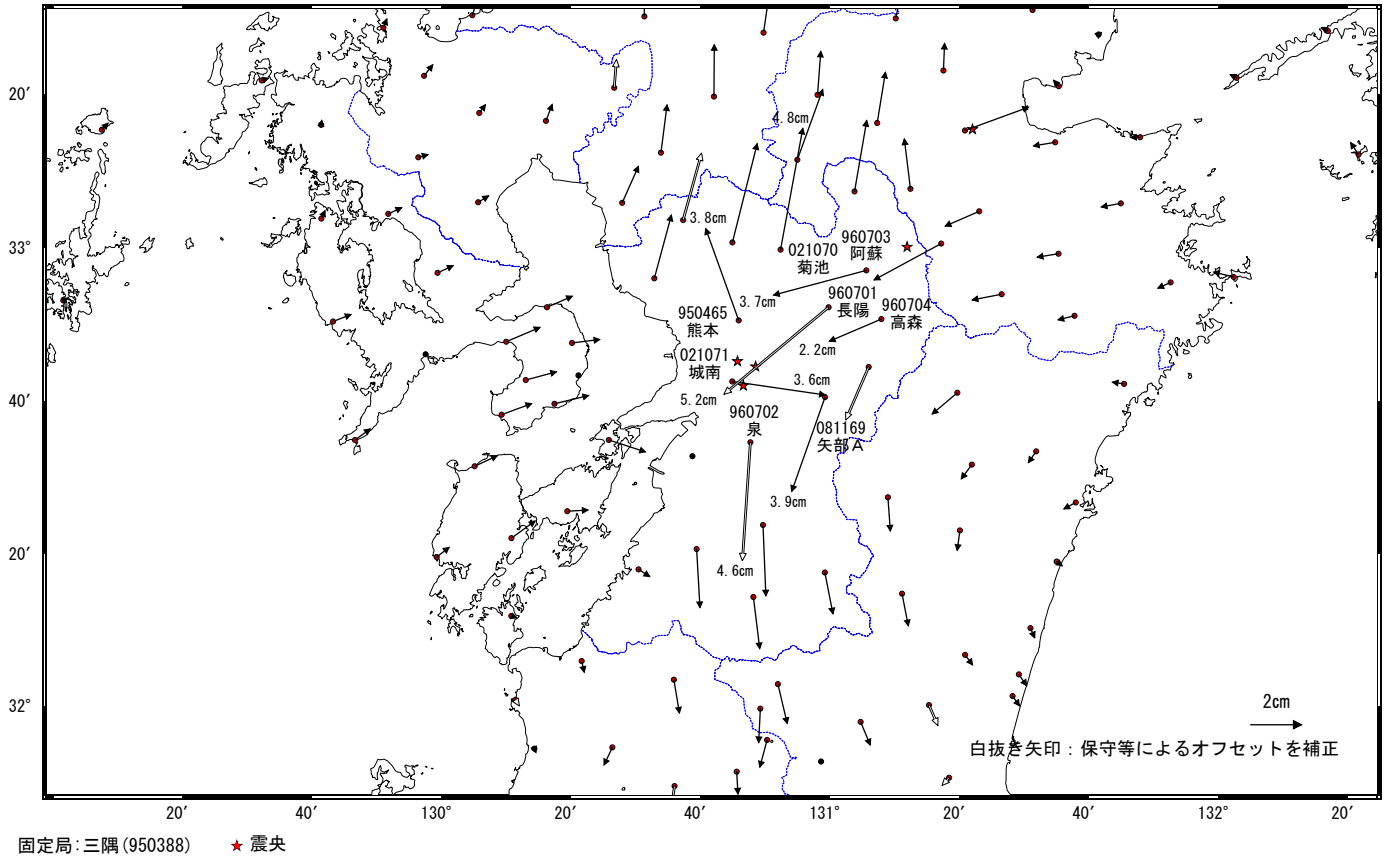 20′
4.8cm
3.8cm
33°
960703
阿蘇
021070
菊池
3.7cm
960701
長陽
960704
高森
950465
熊本
2.2cm
021071
城南
3.6cm
40′
5.2cm
960702
泉
081169
矢部A
3.9cm
20′
4.6cm
32°
2cm
白抜き矢印：保守等によるオフセットを補正
20′
40′
130°
20′
40′
131°
20′
40′
132°
20′
固定局:三隅(950388)
★ 震央